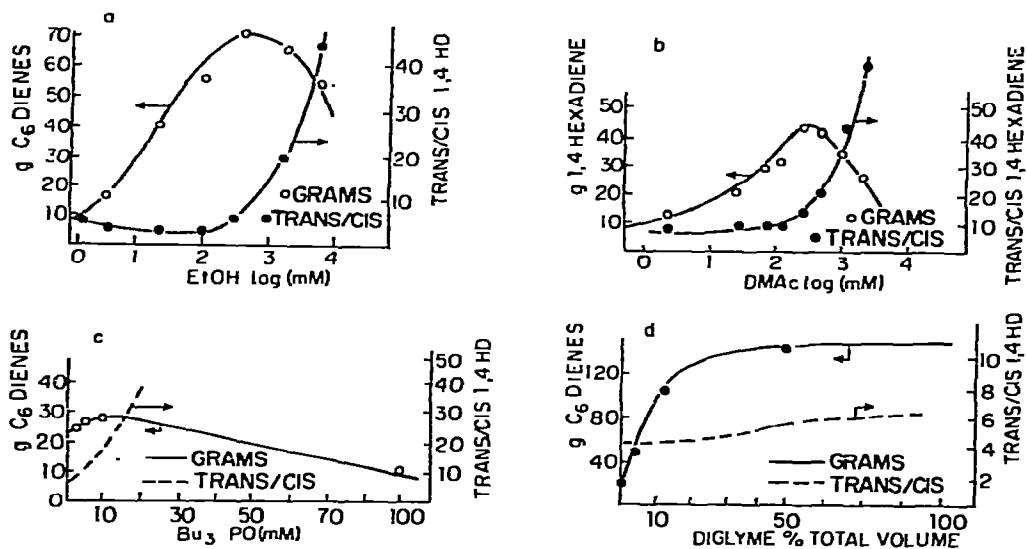 a
g C6 DIENES
70
60
50
40
30
20
10
TRANS/CIS 1,4 HD
40
30
20
10
GRAMS
TRANS/CIS
0 1 2 3 4
EtOH log (mM)
b
g 1,4 HEXADIENE
50
40
30
20
10
TRANS/CIS 1,4 HEXADIENE
50
40
30
20
10
GRAMS
TRANS/CIS
0 1 2 3 4
DMAc log (mM)
c
g C6 DIENES
40
30
20
10
0
TRANS/CIS 1,4 HD
50
40
30
20
10
GRAMS
TRANS/CIS
10 30 50 60 70 100
Bu3 PO(mM)
d
g C6 DIENES
120
80
40
TRANS/CIS 1,4 HD
10
8
6
4
2
GRAMS
TRANS/CIS
10 50 100
DIGLYME % TOTAL VOLUME